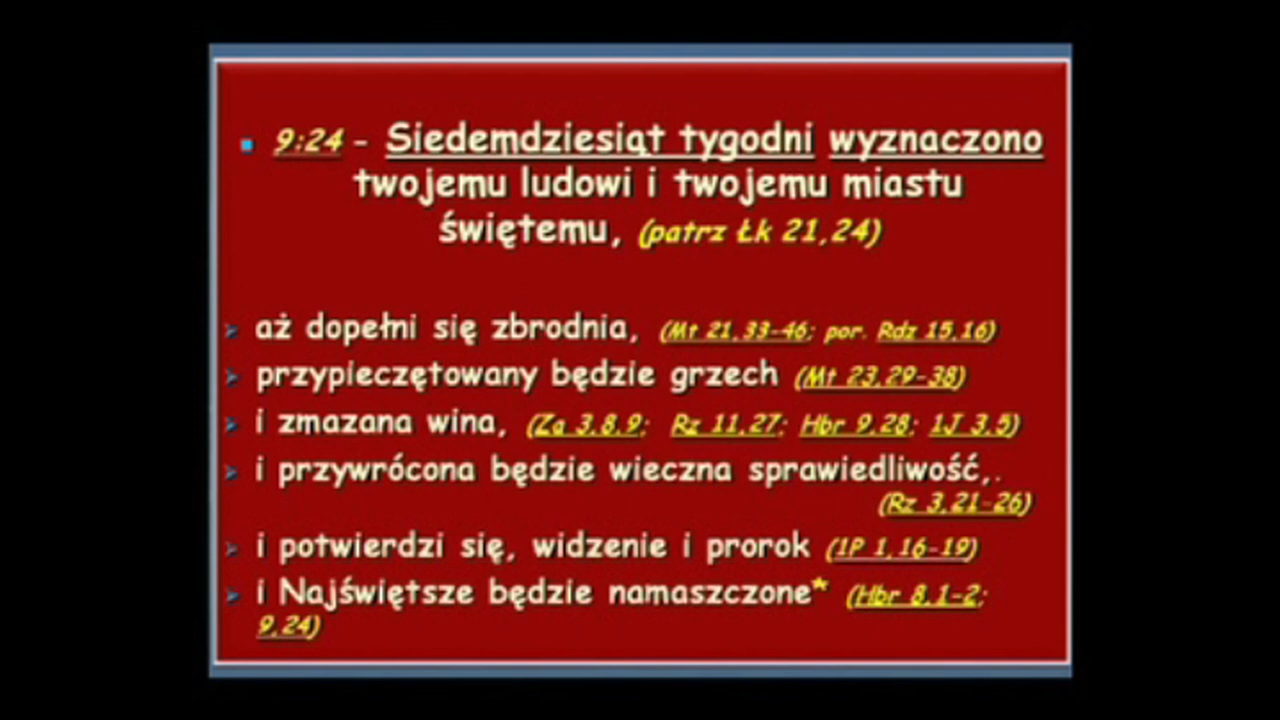 9:24 - Siedemdziesiąt tygodni wyznaczono
twojemu ludowi i twojemu miastu
świętemu, (patrz Łk 21,24)
aż dopełni się zbrodnia, (Mt 21,33-46; por. Rdz 15,16)
przypieczętowany będzie grzech (Mt 23,29-38)
i zmazana wina, (Za 3,8.9; Rz 11,27; Hbr 9,28; 1J 3,5)
i przywrócona będzie wieczna sprawiedliwość,.
(Rz 3,21-26)
i potwierdzi się, widzenie i prorok (1P 1,16-19)
i Najświętsze będzie namaszczone* (Hbr 8,1-2;
9,24)